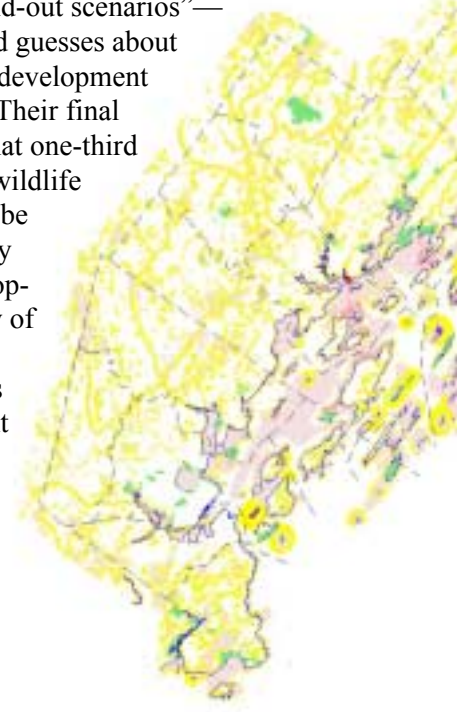 d-out scenarios”—
d guesses about
development
Their final
at one-third
wildlife
be
y
op-
y of
s
t